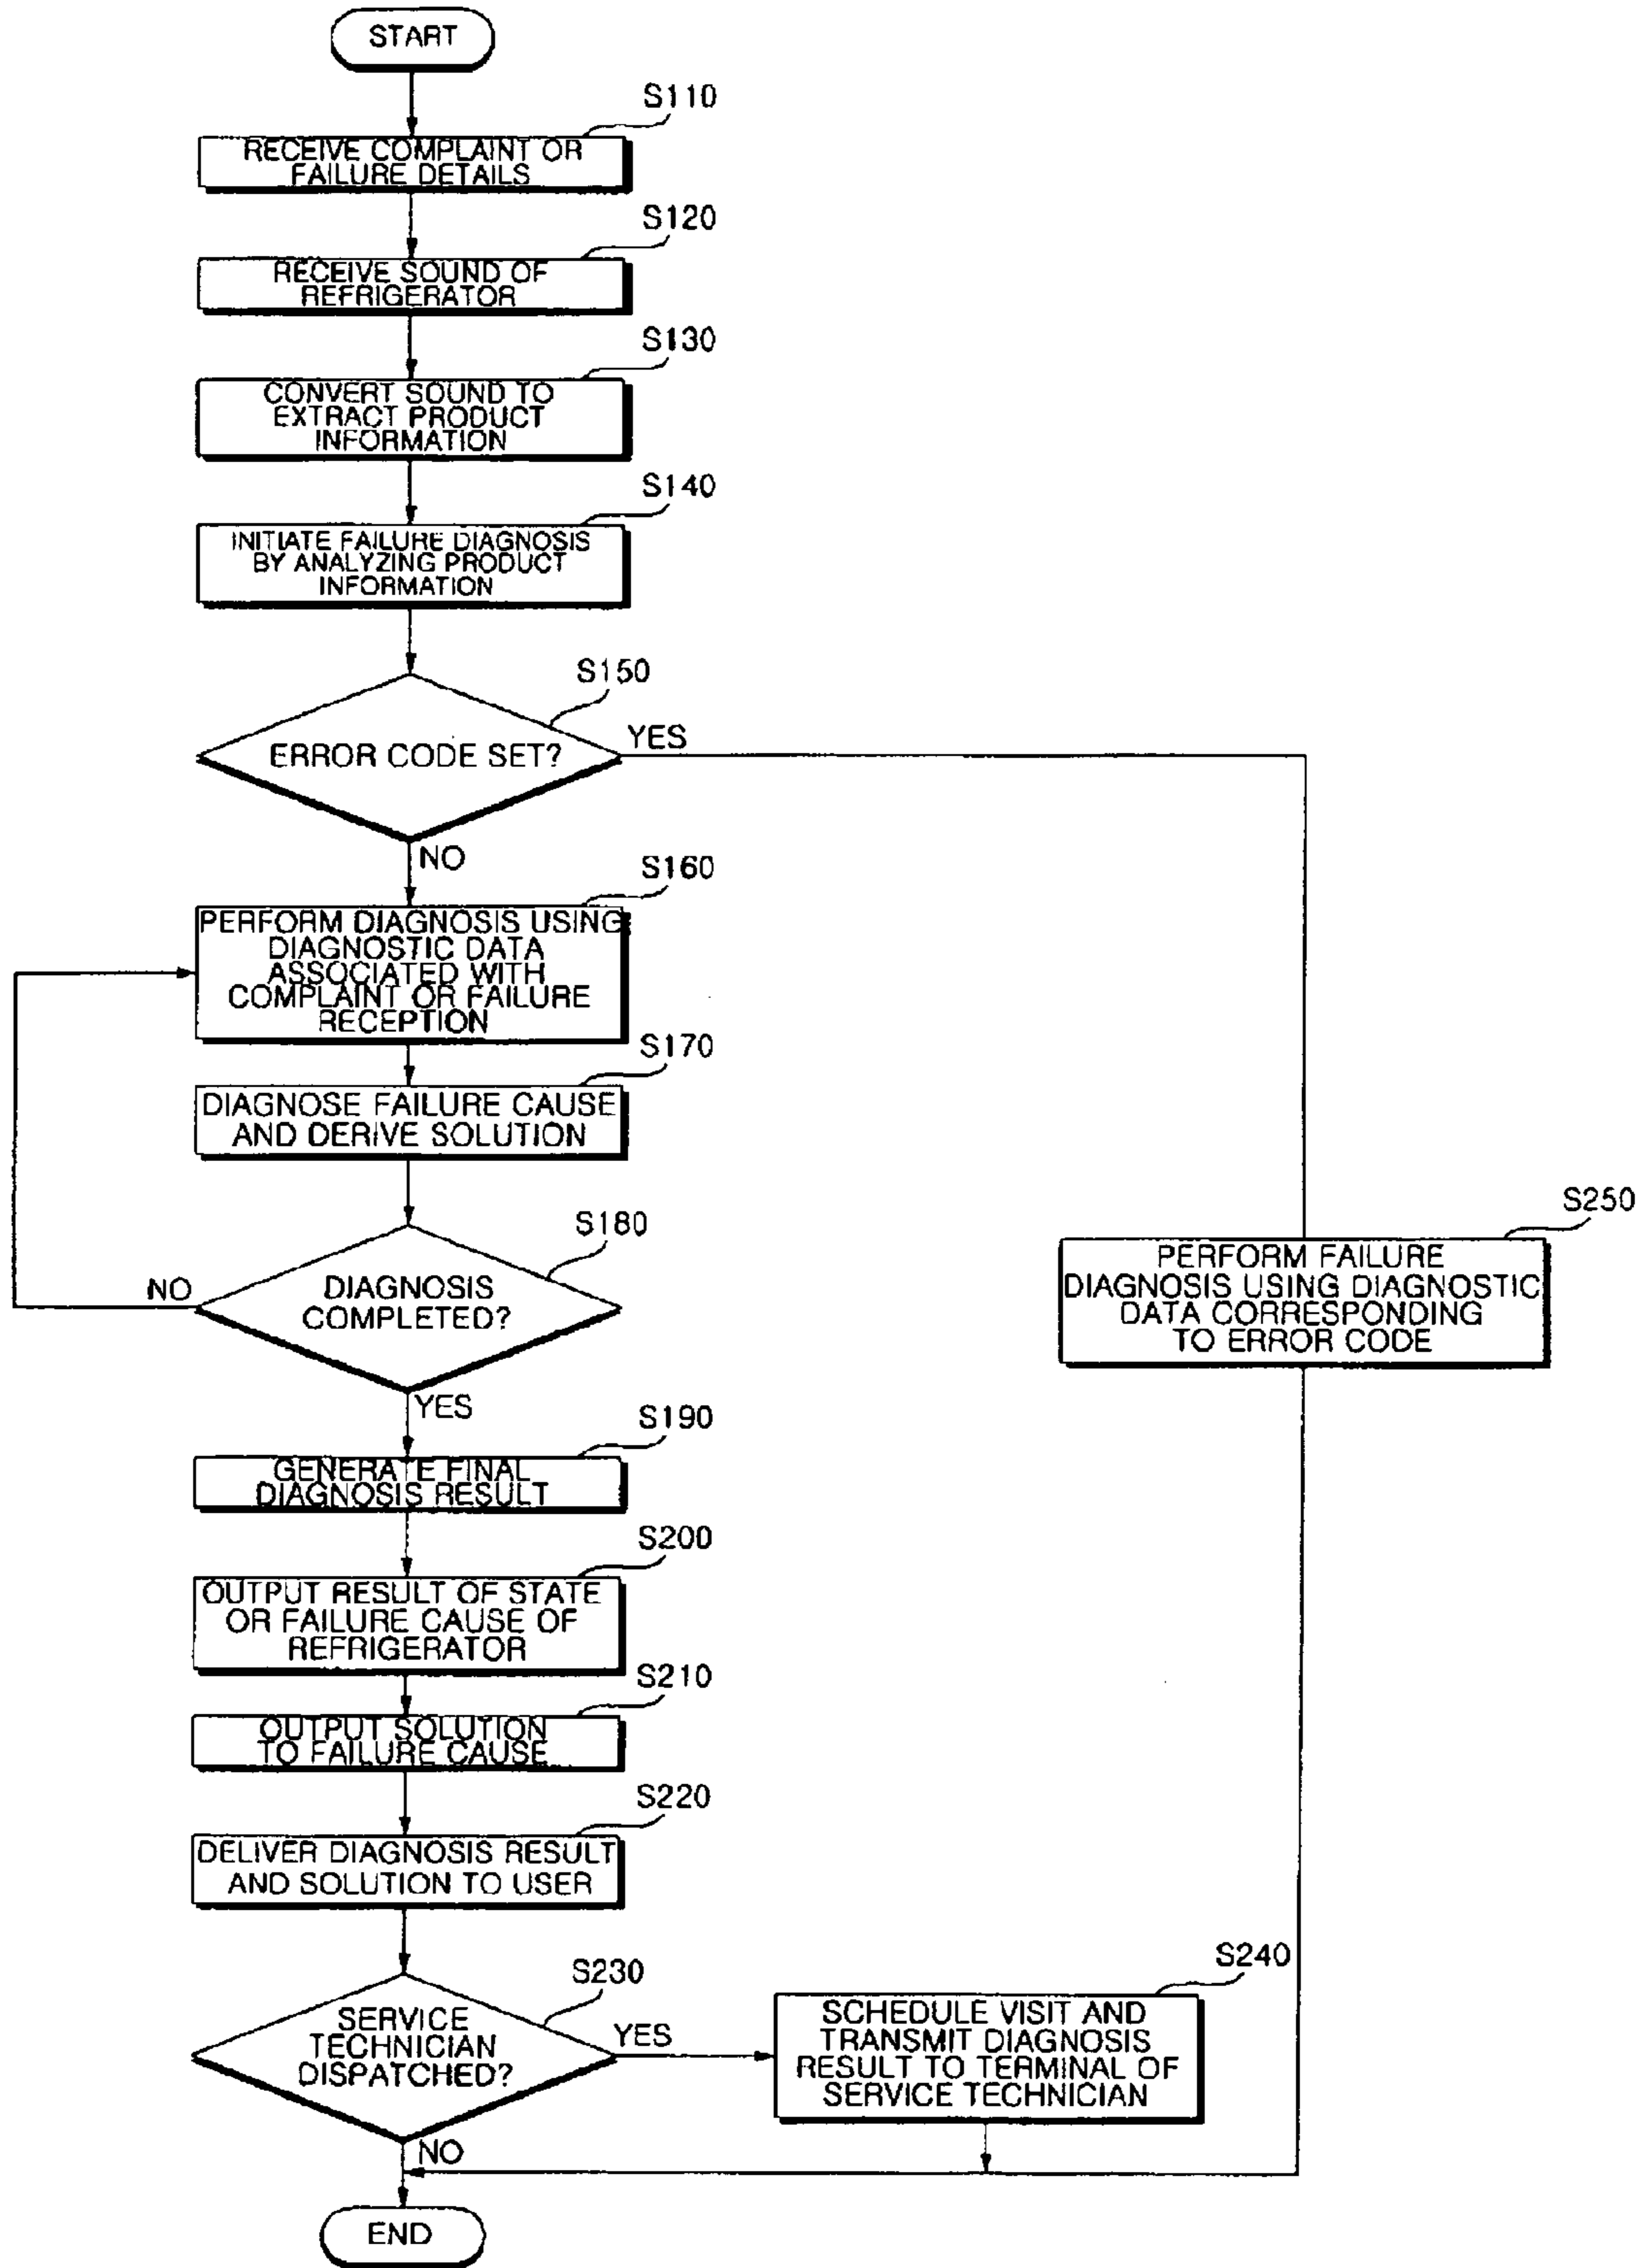 START
S110
RECEIVE COMPLAINT OR
FAILURE DETAILS
S120
RECEIVE SOUND OF
REFRIGERATOR
S130
CONVERT SOUND TO
EXTRACT PRODUCT
INFORMATION
S140
INITIATE FAILURE DIAGNOSIS
BY ANALYZING PRODUCT
INFORMATION
S150
ERROR CODE SET?
YES
NO
S160
PERFORM DIAGNOSIS USING
DIAGNOSTIC DATA
ASSOCIATED WITH
COMPLAINT OR FAILURE
RECEPTION
S170
DIAGNOSE FAILURE CAUSE
AND DERIVE SOLUTION
S180
DIAGNOSIS
COMPLETED?
NO
YES
S250
PERFORM FAILURE
DIAGNOSIS USING DIAGNOSTIC
DATA CORRESPONDING
TO ERROR CODE
S190
GENERATE FINAL
DIAGNOSIS RESULT
S200
OUTPUT RESULT OF STATE
OR FAILURE CAUSE OF
REFRIGERATOR
S210
OUTPUT SOLUTION
TO FAILURE CAUSE
S220
DELIVER DIAGNOSIS RESULT
AND SOLUTION TO USER
S230
SERVICE
TECHNICIAN
DISPATCHED?
YES
NO
S240
SCHEDULE VISIT AND
TRANSMIT DIAGNOSIS
RESULT TO TERMINAL OF
SERVICE TECHNICIAN
END